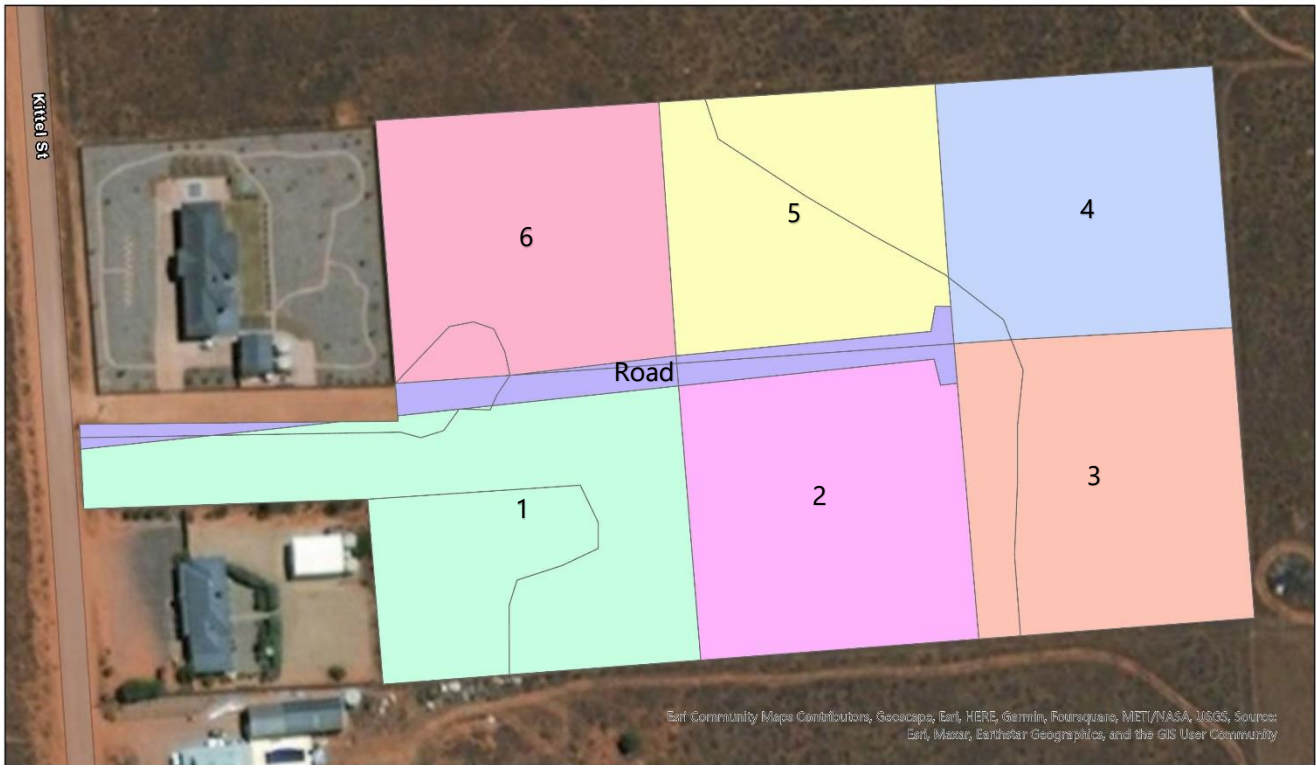 Kittel St
6
5
4
Road
1
2
3
Esri Community Maps Contributors, Geoscape, Esri, HERE, Garmin, Foursquare, METI/NASA, USGS, Source:
Esri, Maxar, Earthstar Geographics, and the GIS User Community